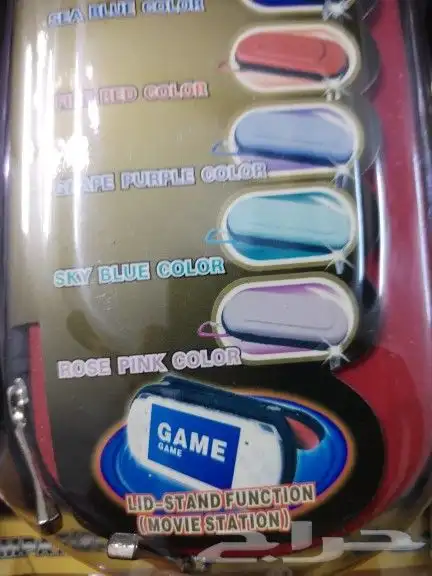 SEA BLUE COLOR
RED COLOR
GRAPE PURPLE COLOR
SKY BLUE COLOR
ROSE PINK COLOR
GAME
GAME
LID-STAND FUNCTION
(MOVIE STATION)
حراج